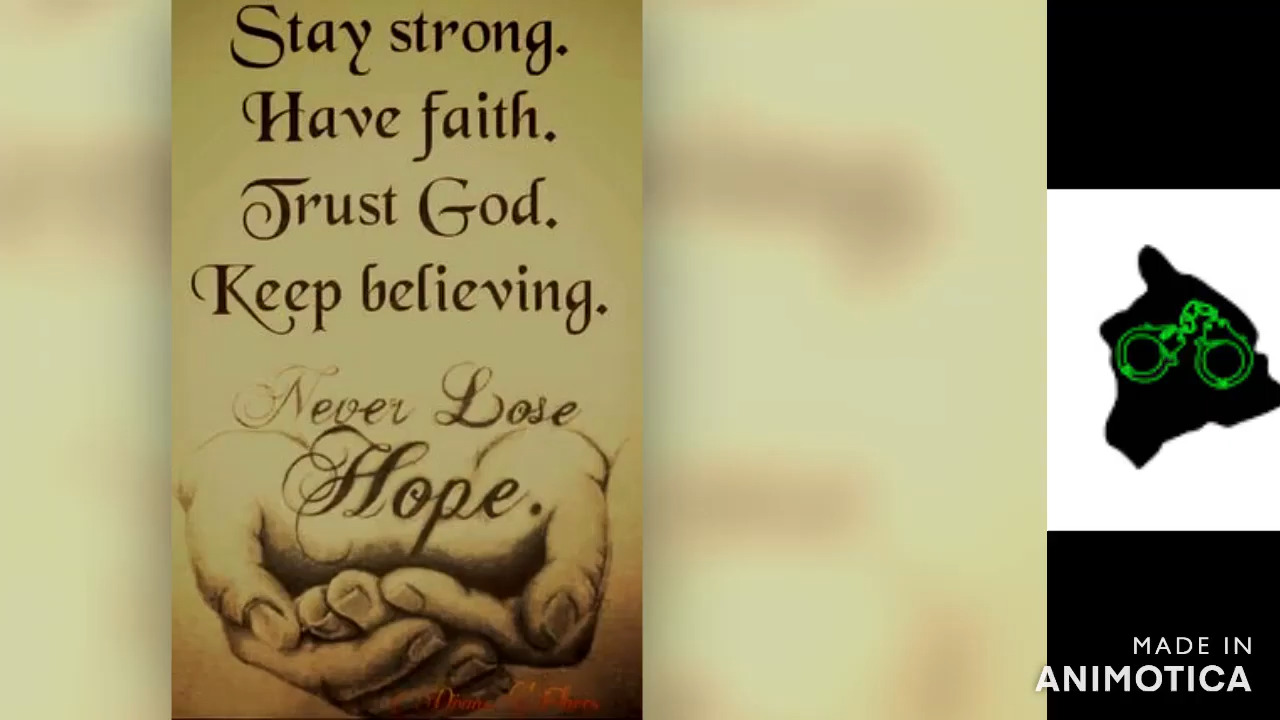 Stay strong.
Have faith.
Trust God.
Keep believing.
Never Lose
Hope.
MADE IN
ANIMOTICA